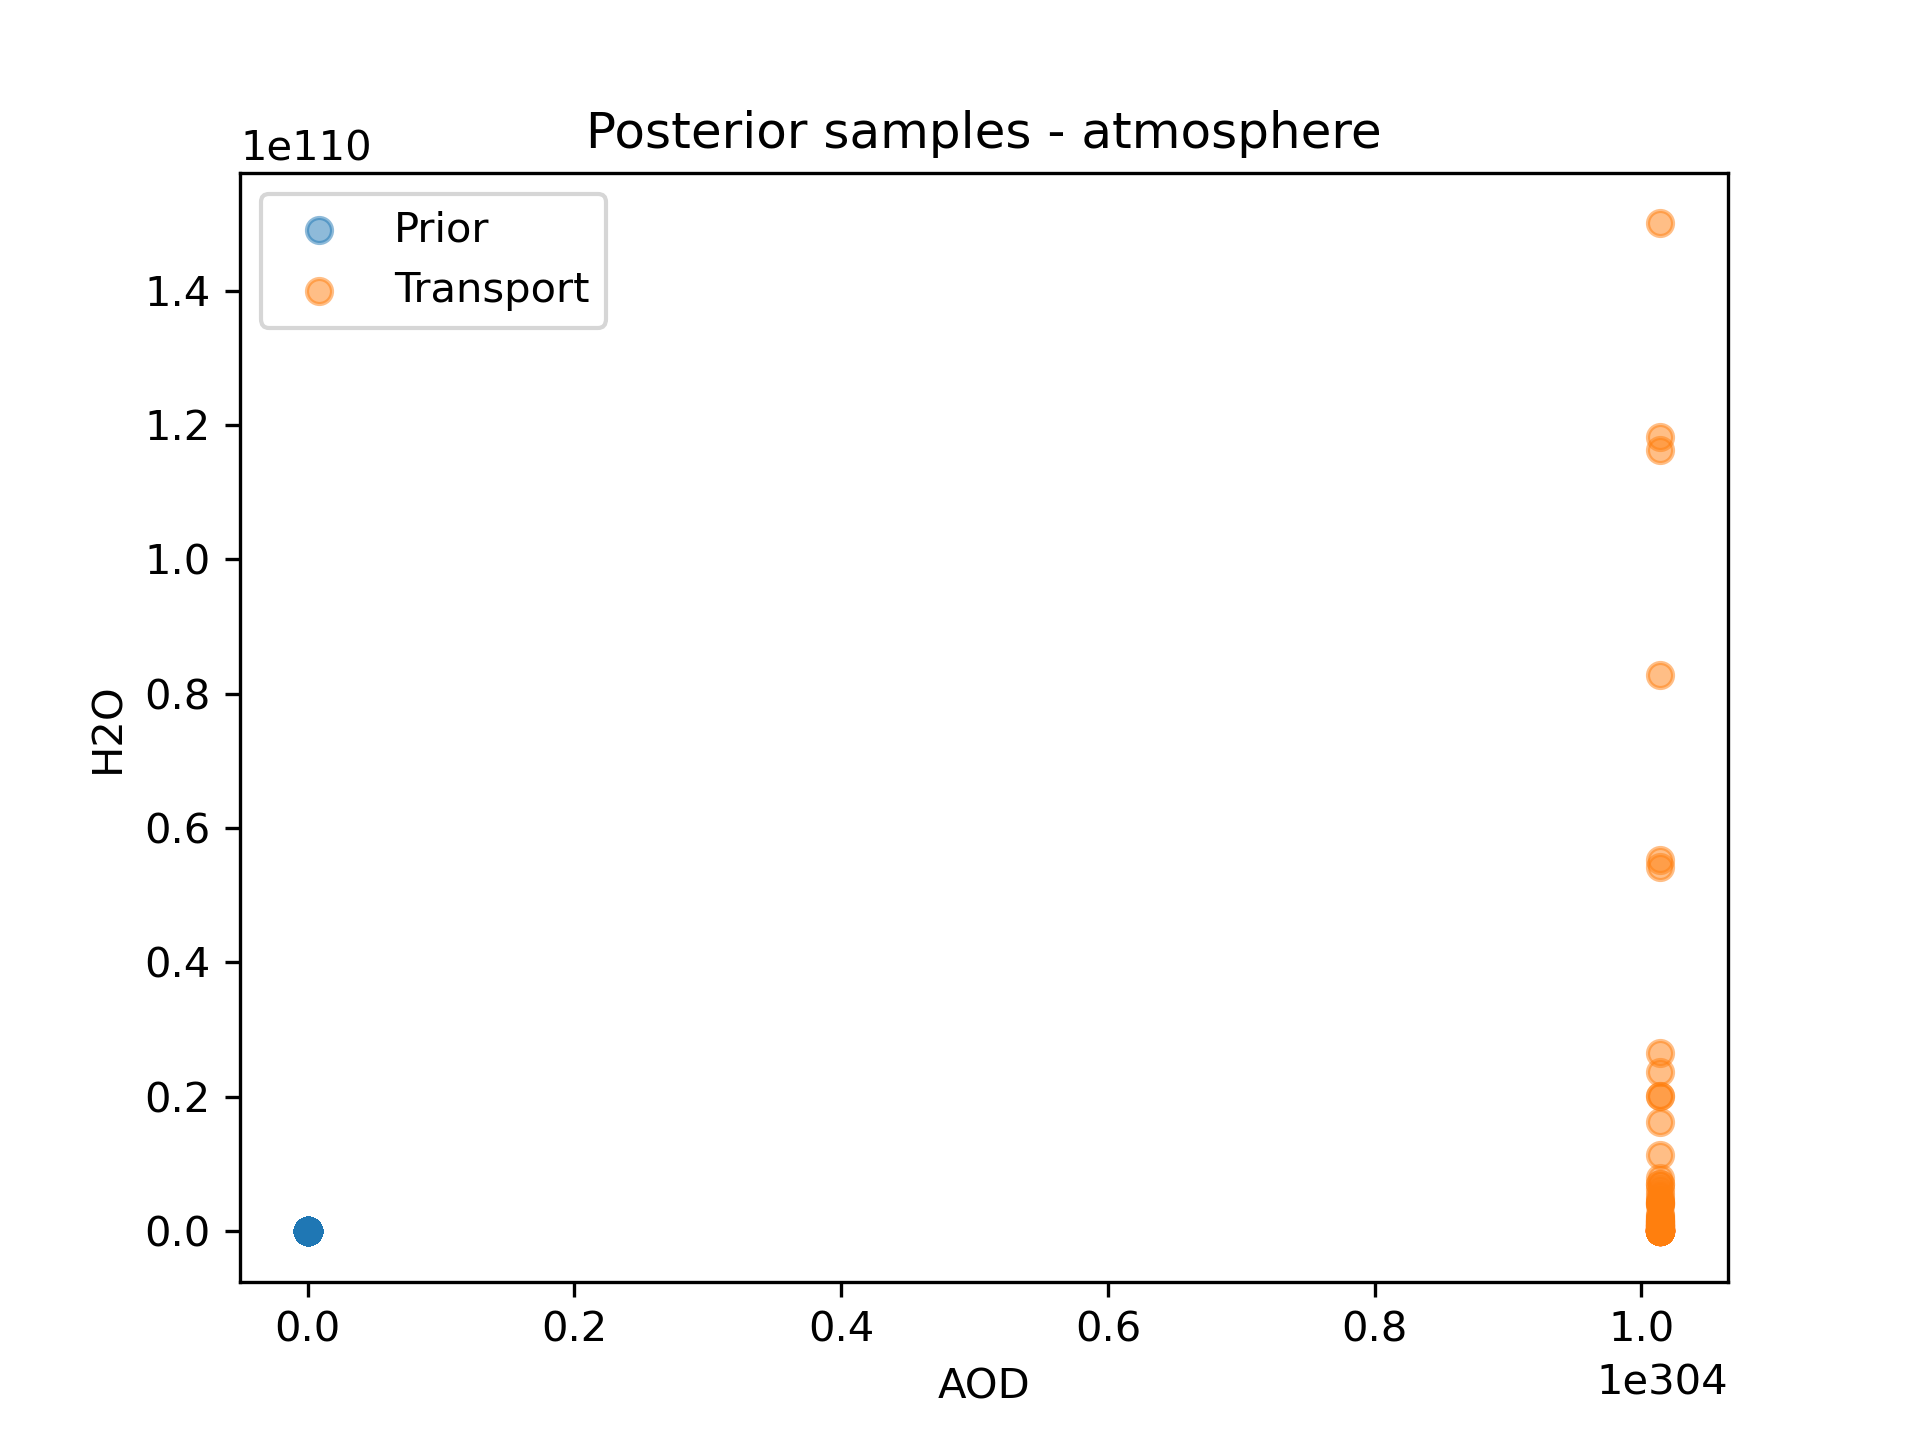 Posterior samples - atmosphere
1e110
Prior
Transport
1.4
1.2
1.0
0.8
0.6
0.4
0.2
0.0
H2O
0.0 0.2 0.4 0.6 0.8 1.0
1e304
AOD